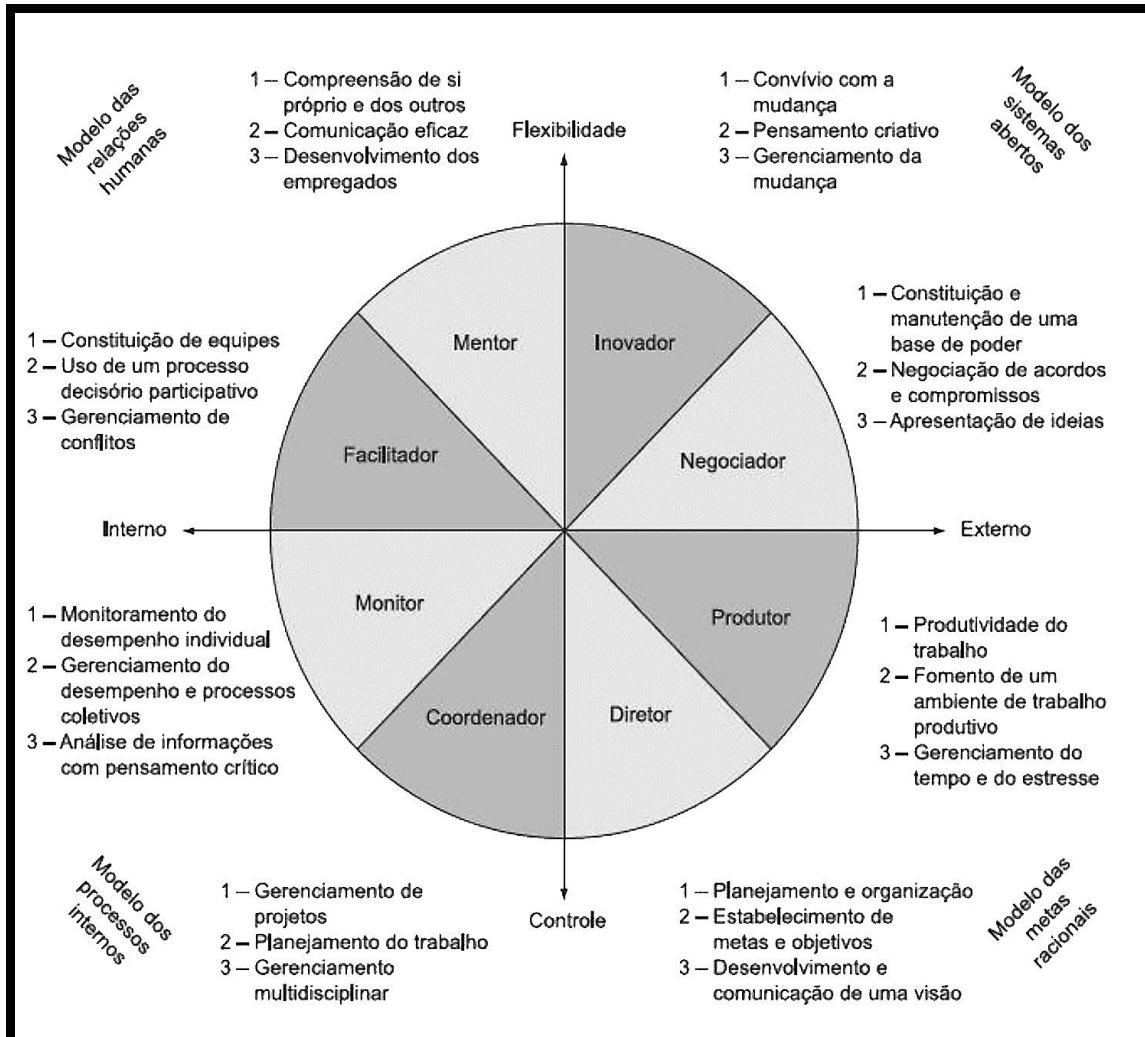 Modelo das
relações
humanas
1 – Compreensão de si
próprio e dos outros
2 – Comunicação eficaz
3 – Desenvolvimento dos
empregados
Flexibilidade
1 – Convívio com a
mudança
2 – Pensamento criativo
3 – Gerenciamento da
mudança
Modelo dos
sistemas
abertos
1 – Constituição de equipes
2 – Uso de um processo
decisório participativo
3 – Gerenciamento de
conflitos
Mentor
Inovador
Facilitador
Negociador
1 – Constituição e
manutenção de uma
base de poder
2 – Negociação de acordos
e compromissos
3 – Apresentação de ideias
Interno
Externo
1 – Monitoramento do
desempenho individual
2 – Gerenciamento do
desempenho e processos
coletivos
3 – Análise de informações
com pensamento crítico
Monitor
Produtor
Coordenador
Diretor
1 – Produtividade do
trabalho
2 – Fomento de um
ambiente de trabalho
produtivo
3 – Gerenciamento do
tempo e do estresse
Modelo dos
processos
internos
1 – Gerenciamento de
projetos
2 – Planejamento do trabalho
3 – Gerenciamento
multidisciplinar
Controle
1 – Planejamento e organização
2 – Estabelecimento de
metas e objetivos
3 – Desenvolvimento e
comunicação de uma visão
Modelo das
metas
racionais